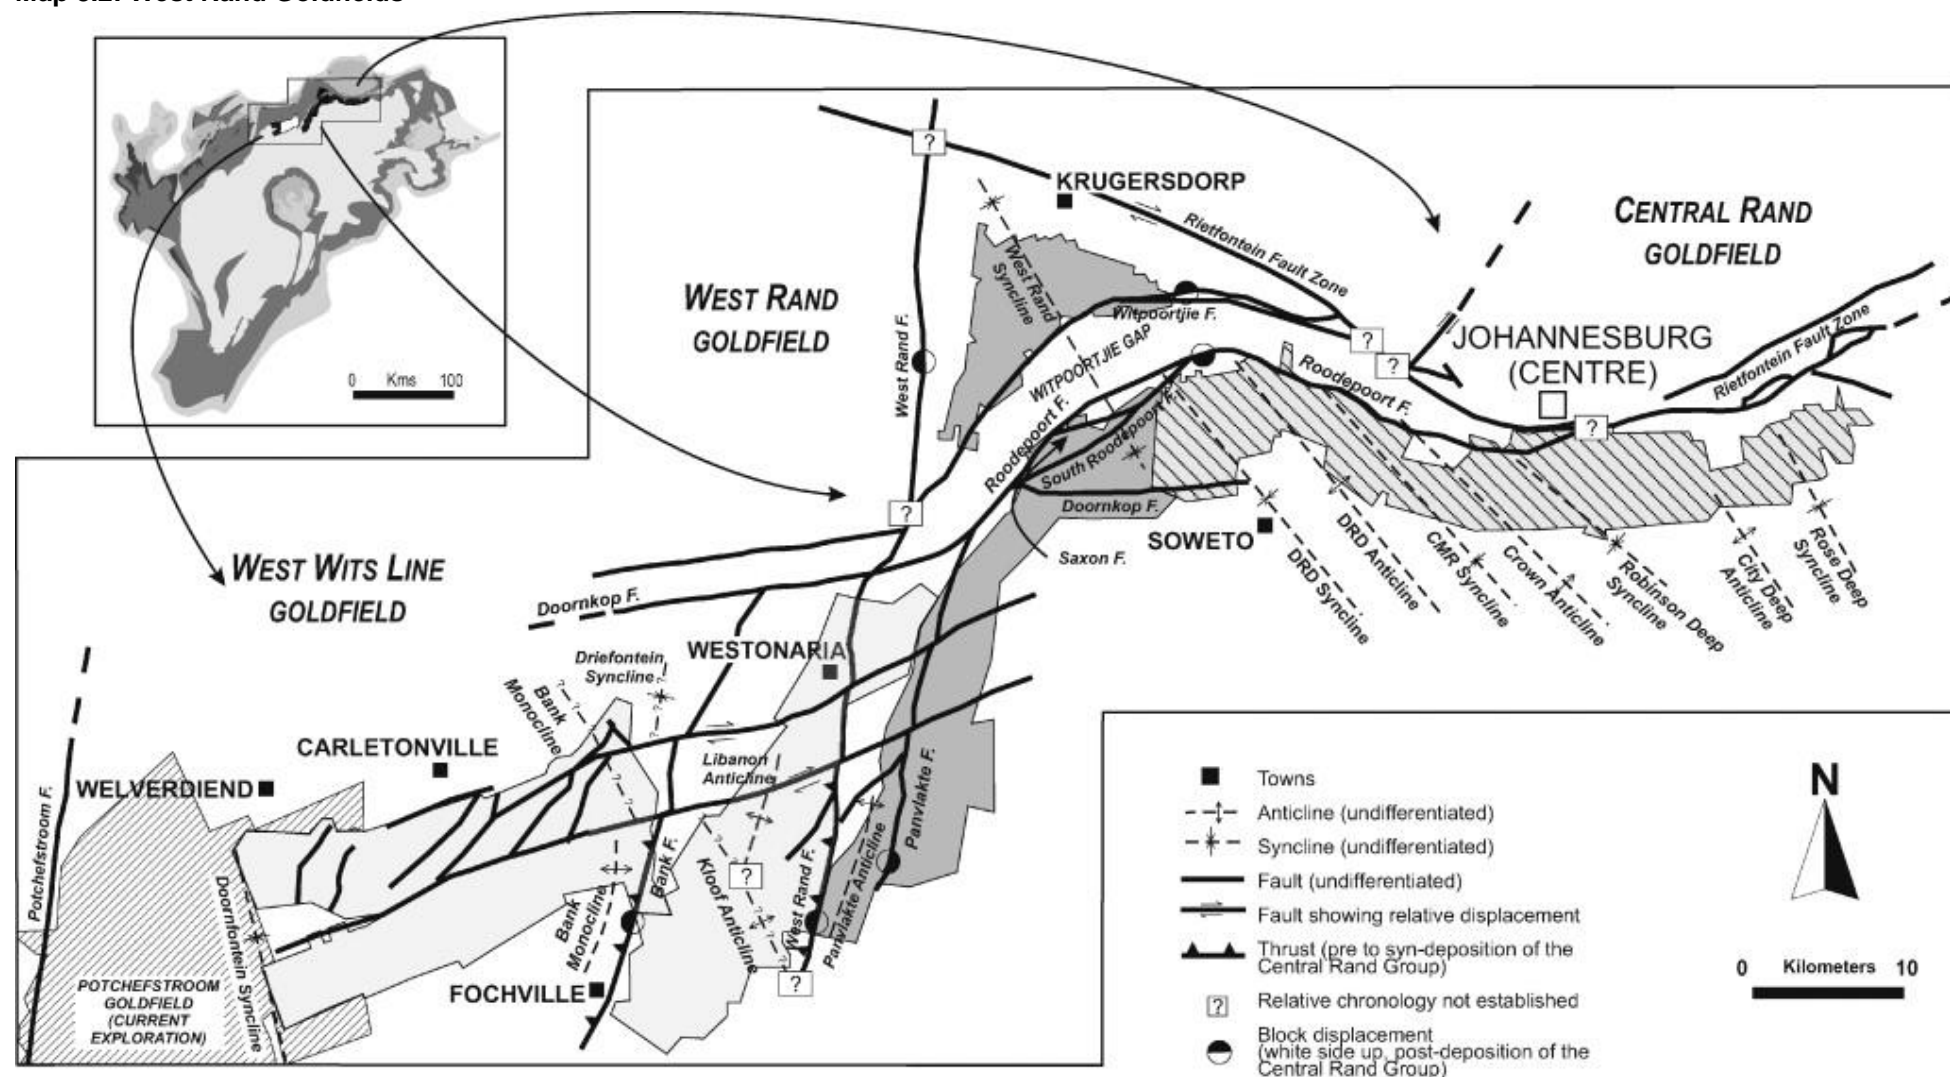 Map 3.2: West Rand Goldfields
0 Kms 100
KRUGERSDORP
CENTRAL RAND
GOLDFIELD
WEST RAND
GOLDFIELD
Rietfontein Fault Zone
West Rand
Syncline
West Rand F.
Witpoortjie F.
WITPOORTJIE GAP
JOHANNESBURG
(CENTRE)
Rietfontein Fault Zone
Roodepoort F.
Roodepoort F.
South Roodepoort F.
Doornkop F.
SOWETO
Saxon F.
DRD Syncline
DRD Anticline
CMR Syncline
Crown Anticline
Robinson Deep
Syncline
City Deep
Anticline
Rose Deep
Syncline
WEST WITS LINE
GOLDFIELD
Doornkop F.
WESTONARIA
Driefontein
Syncline
Bank
Monocline
CARLETONVILLE
Libanon
Anticline
WELVERDIEND
Potchefstroom F.
Panvlakte F.
Doornfontein Syncline
Bank F.
Bank
Monocline
Kloof Anticline
West Rand F.
Panvlakte Anticline
FOCHVILLE
POTCHEFSTROOM
GOLDFIELD
(CURRENT
EXPLORATION)
Towns
Anticline (undifferentiated)
Syncline (undifferentiated)
Fault (undifferentiated)
Fault showing relative displacement
Thrust (pre to syn-deposition of the
Central Rand Group)
? Relative chronology not established
Block displacement
(white side up, post-deposition of the
Central Rand Group)
N
0 Kilometers 10